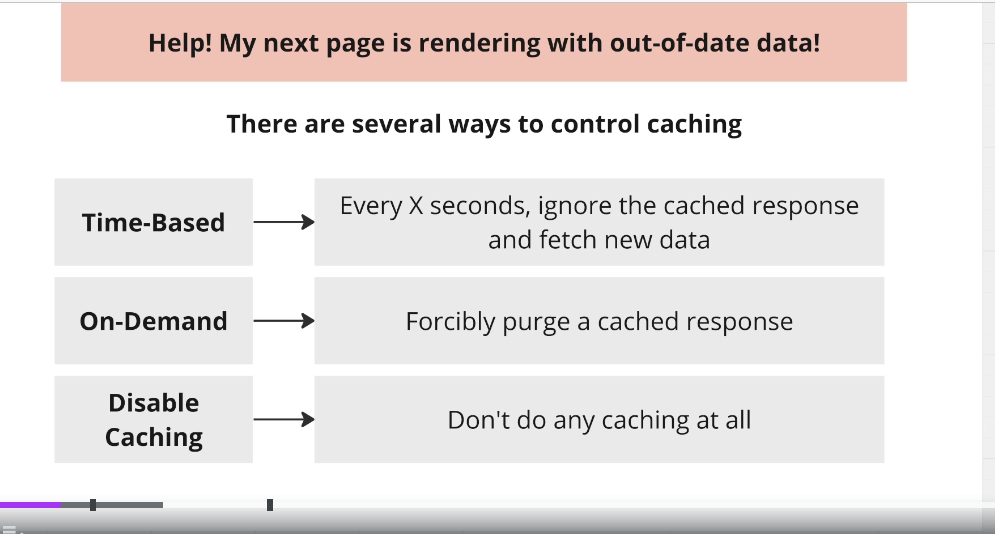 Help! My next page is rendering with out-of-date data!
There are several ways to control caching
Time-Based
Every X seconds, ignore the cached response
and fetch new data
On-Demand
Forcibly purge a cached response
Disable
Caching
Don't do any caching at all